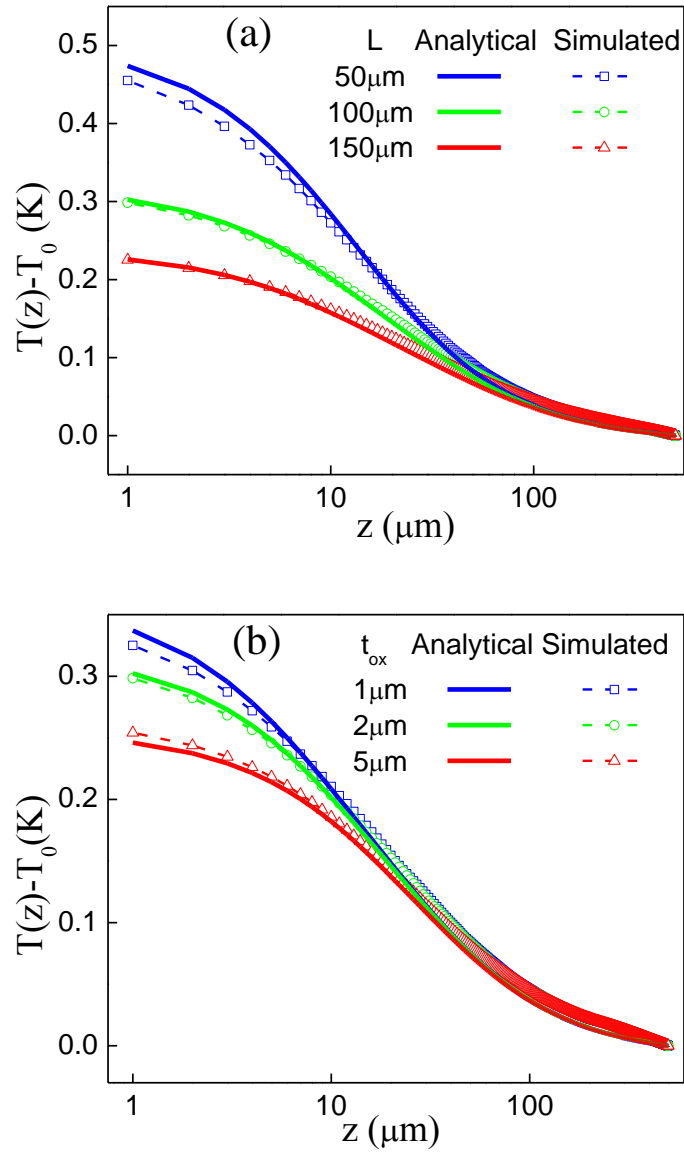 (a) L Analytical Simulated
50μm
100μm
150μm
T(z)-T0 (K)
0.5
0.4
0.3
0.2
0.1
0.0
1 10 100
z (μm)
(b) tox Analytical Simulated
1μm
2μm
5μm
T(z)-T0(K)
0.3
0.2
0.1
0.0
1 10 100
z (μm)